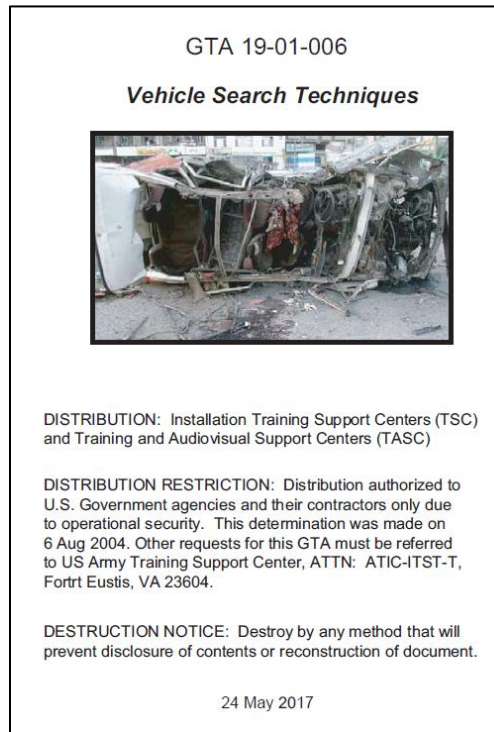 GTA 19-01-006
Vehicle Search Techniques
DISTRIBUTION: Installation Training Support Centers (TSC)
and Training and Audiovisual Support Centers (TASC)
DISTRIBUTION RESTRICTION: Distribution authorized to
U.S. Government agencies and their contractors only due
to operational security. This determination was made on
6 Aug 2004. Other requests for this GTA must be referred
to US Army Training Support Center, ATTN: ATIC-ITST-T,
Fortrt Eustis, VA 23604.
DESTRUCTION NOTICE: Destroy by any method that will
prevent disclosure of contents or reconstruction of document.
24 May 2017